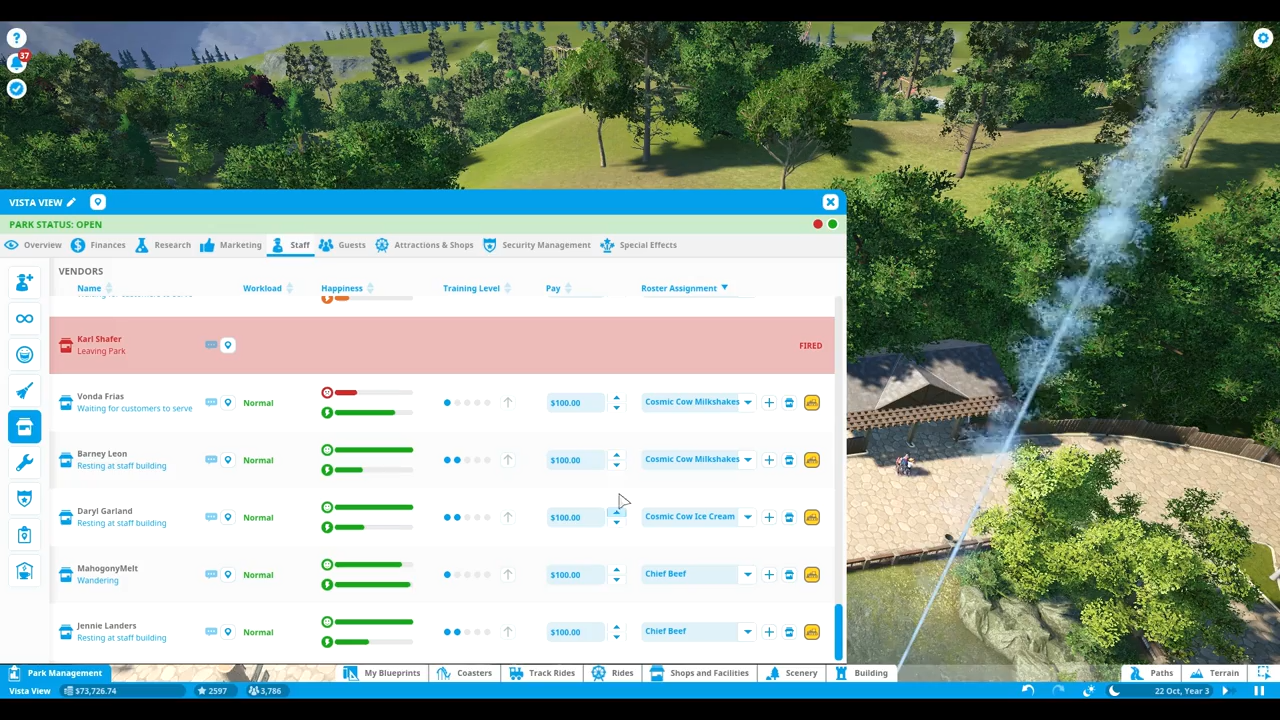 ?
37
VISTA VIEW
PARK STATUS: OPEN
Overview Finances Research Marketing Staff Guests Attractions & Shops Security Management Special Effects
VENDORS
Name Workload Happiness Training Level Pay Roster Assignment
Waiting for customers to serve
Karl Shafer
Leaving Park
FIRED
Vonda Frias
Waiting for customers to serve
Normal $100.00 Cosmic Cow Milkshakes
Barney Leon
Resting at staff building
Normal $100.00 Cosmic Cow Milkshakes
Daryl Garland
Resting at staff building
Normal $100.00 Cosmic Cow Ice Cream
MahogonyMelt
Wandering
Normal $100.00 Chief Beef
Jennie Landers
Resting at staff building
Normal $100.00 Chief Beef
Park Management My Blueprints Coasters Track Rides Rides Shops and Facilities Scenery Building Paths Terrain
Vista View $73,726.74 2597 3,786 22 Oct, Year 3